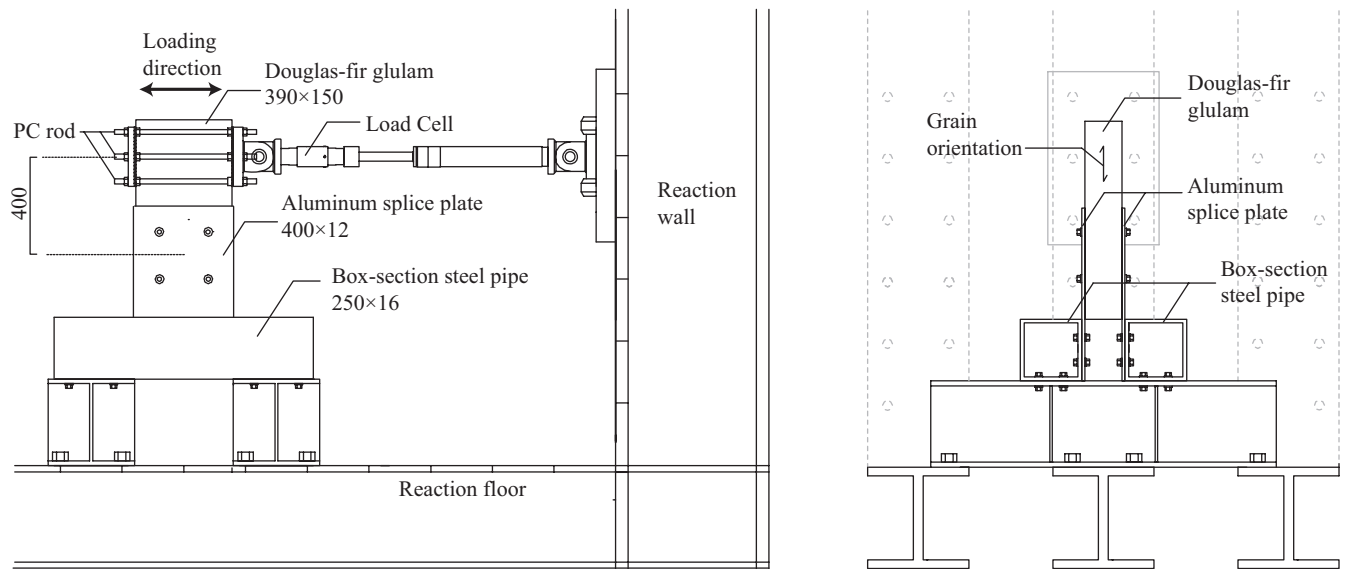 Loading
direction
Douglas-fir glulam
390×150
PC rod
Load Cell
400
Aluminum splice plate
400×12
Box-section steel pipe
250×16
Reaction
wall
Reaction floor
Douglas-fir
glulam
Grain
orientation
Aluminum
splice plate
Box-section
steel pipe